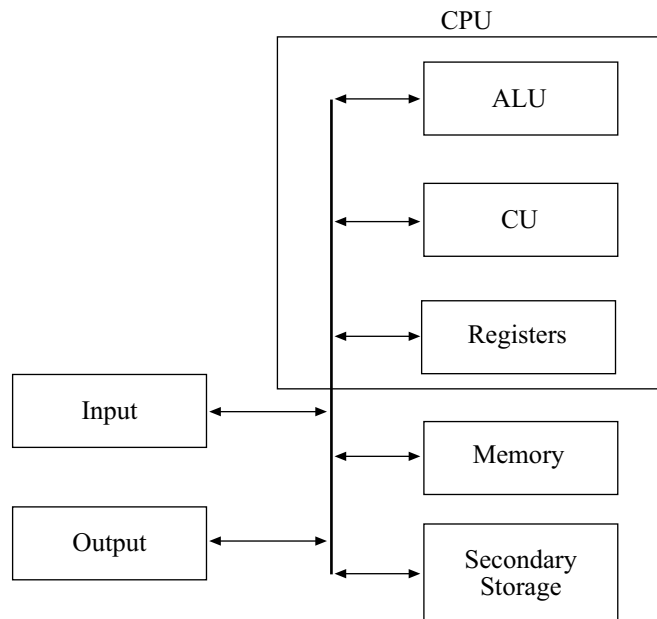 CPU
ALU
CU
Registers
Input
Memory
Output
Secondary
Storage